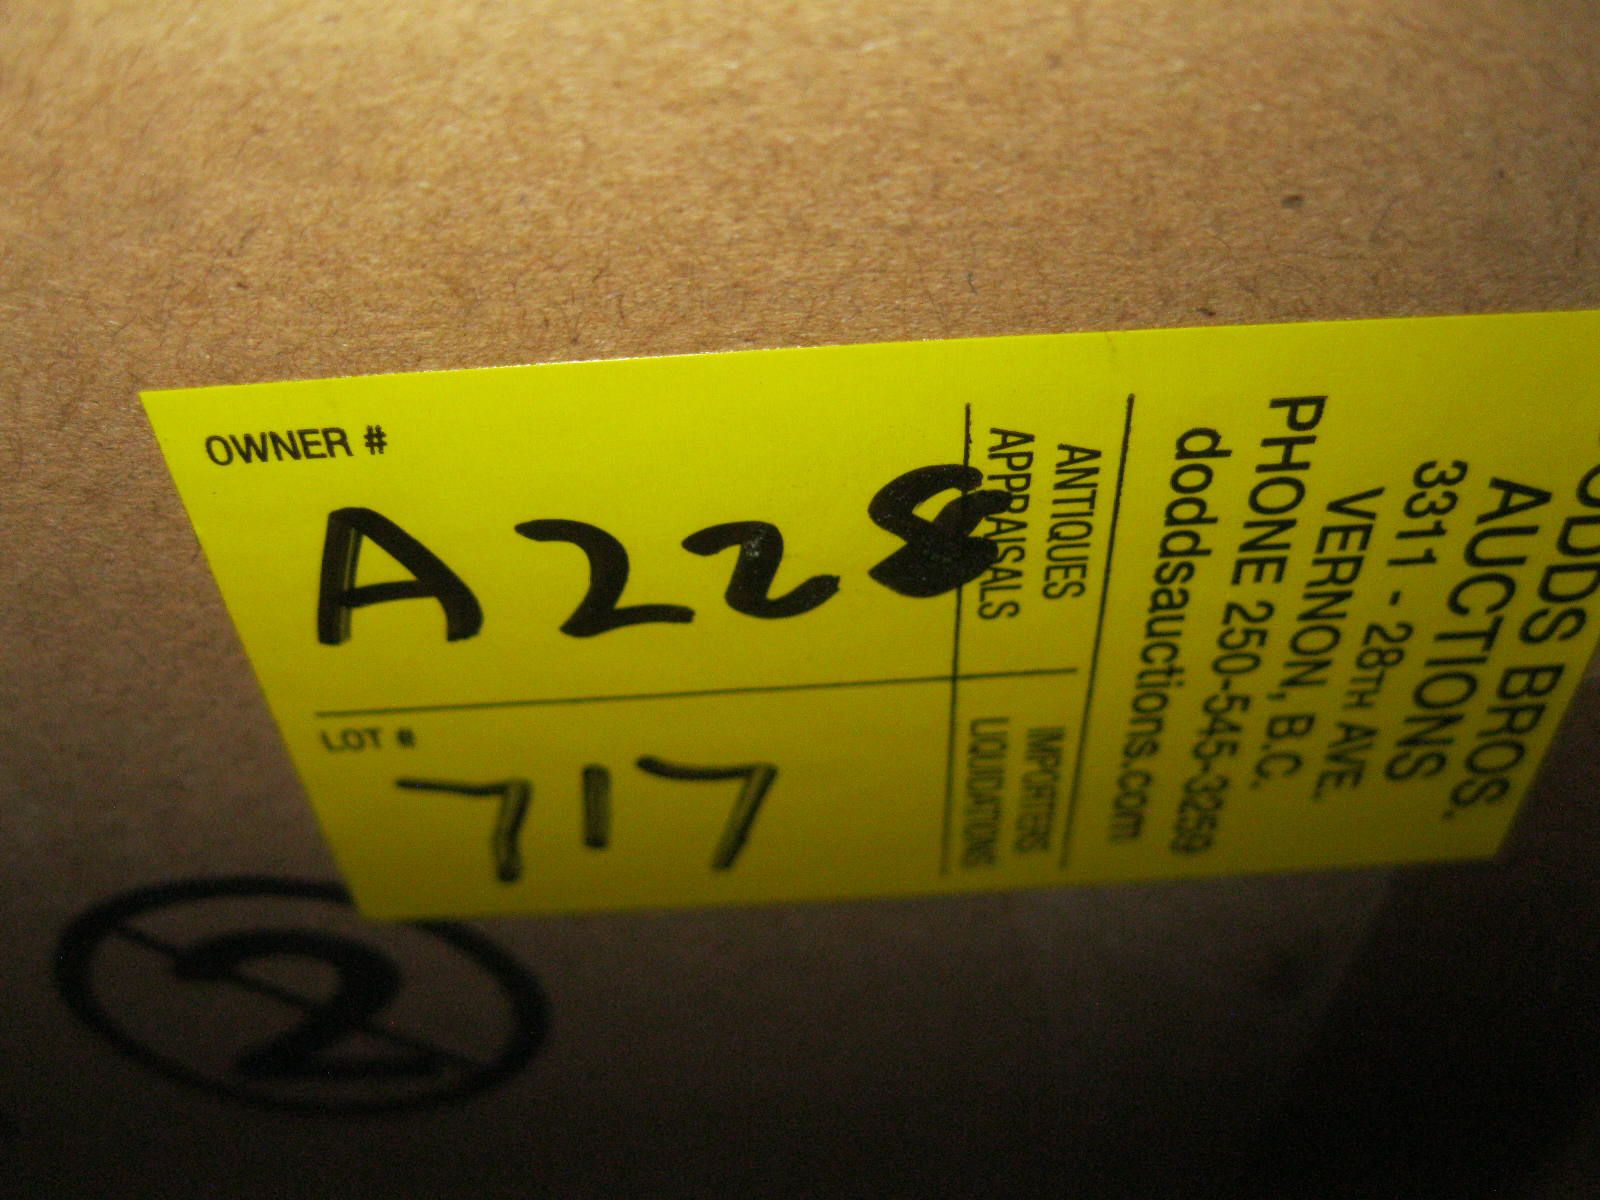 OWNER #
A228
LOT #
717
ODDS BROS.
AUCTIONS
3311 - 28TH AVE.
VERNON, B.C.
PHONE 250-545-3259
doddsauctions.com
ANTIQUES
APPRAISALS
IMPORTERS
LIQUIDATIONS
2